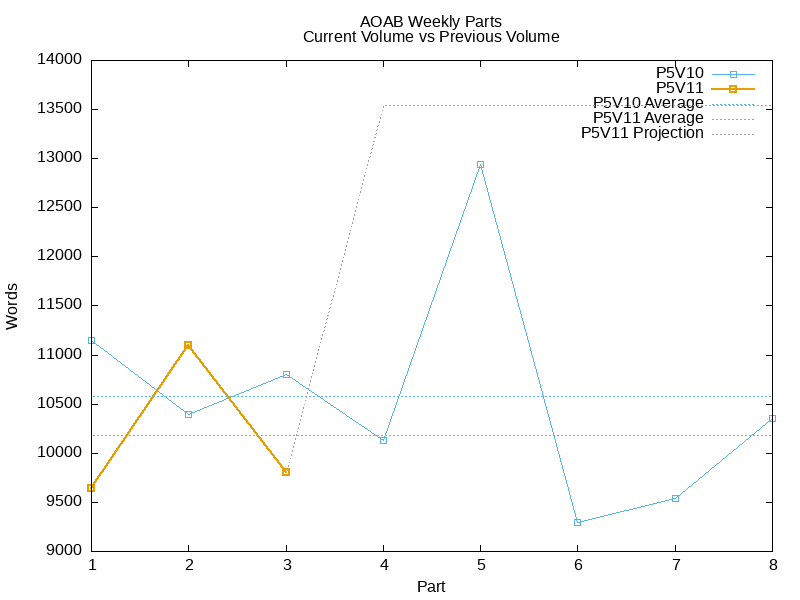 AOAB Weekly Parts
Current Volume vs Previous Volume
14000
13500
13000
12500
12000
11500
11000
10500
10000
9500
9000
Words
P5V10
P5V11
P5V10 Average
P5V11 Average
P5V11 Projection
1 2 3 4 5 6 7 8
Part